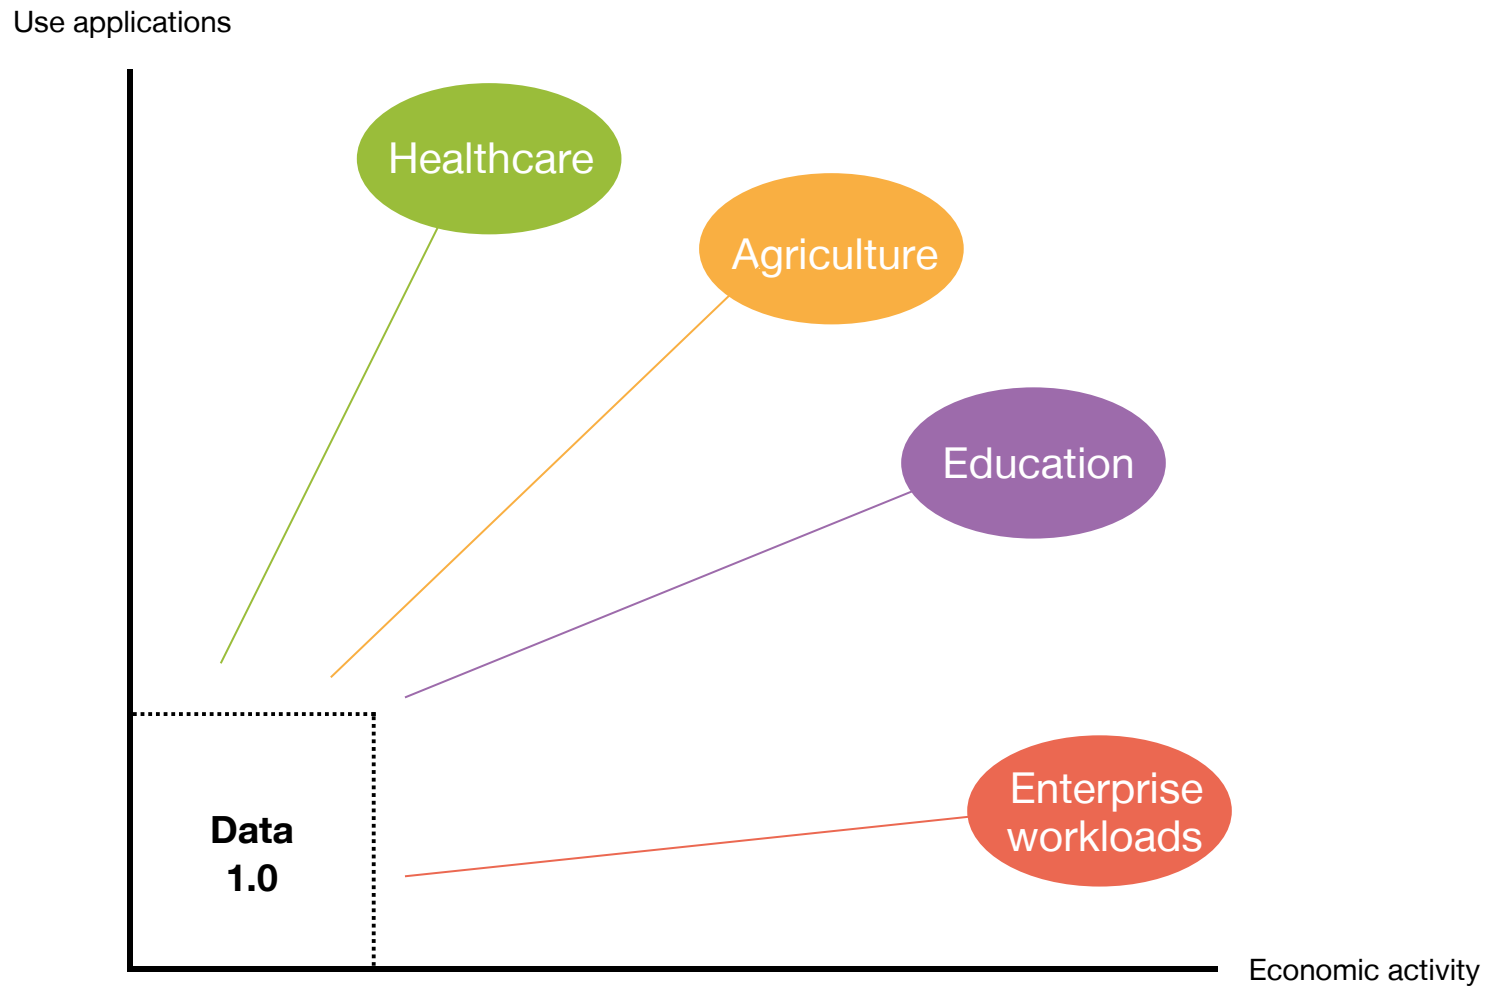 Use applications
Healthcare
Agriculture
Education
Enterprise
workloads
Data
1.0
Economic activity